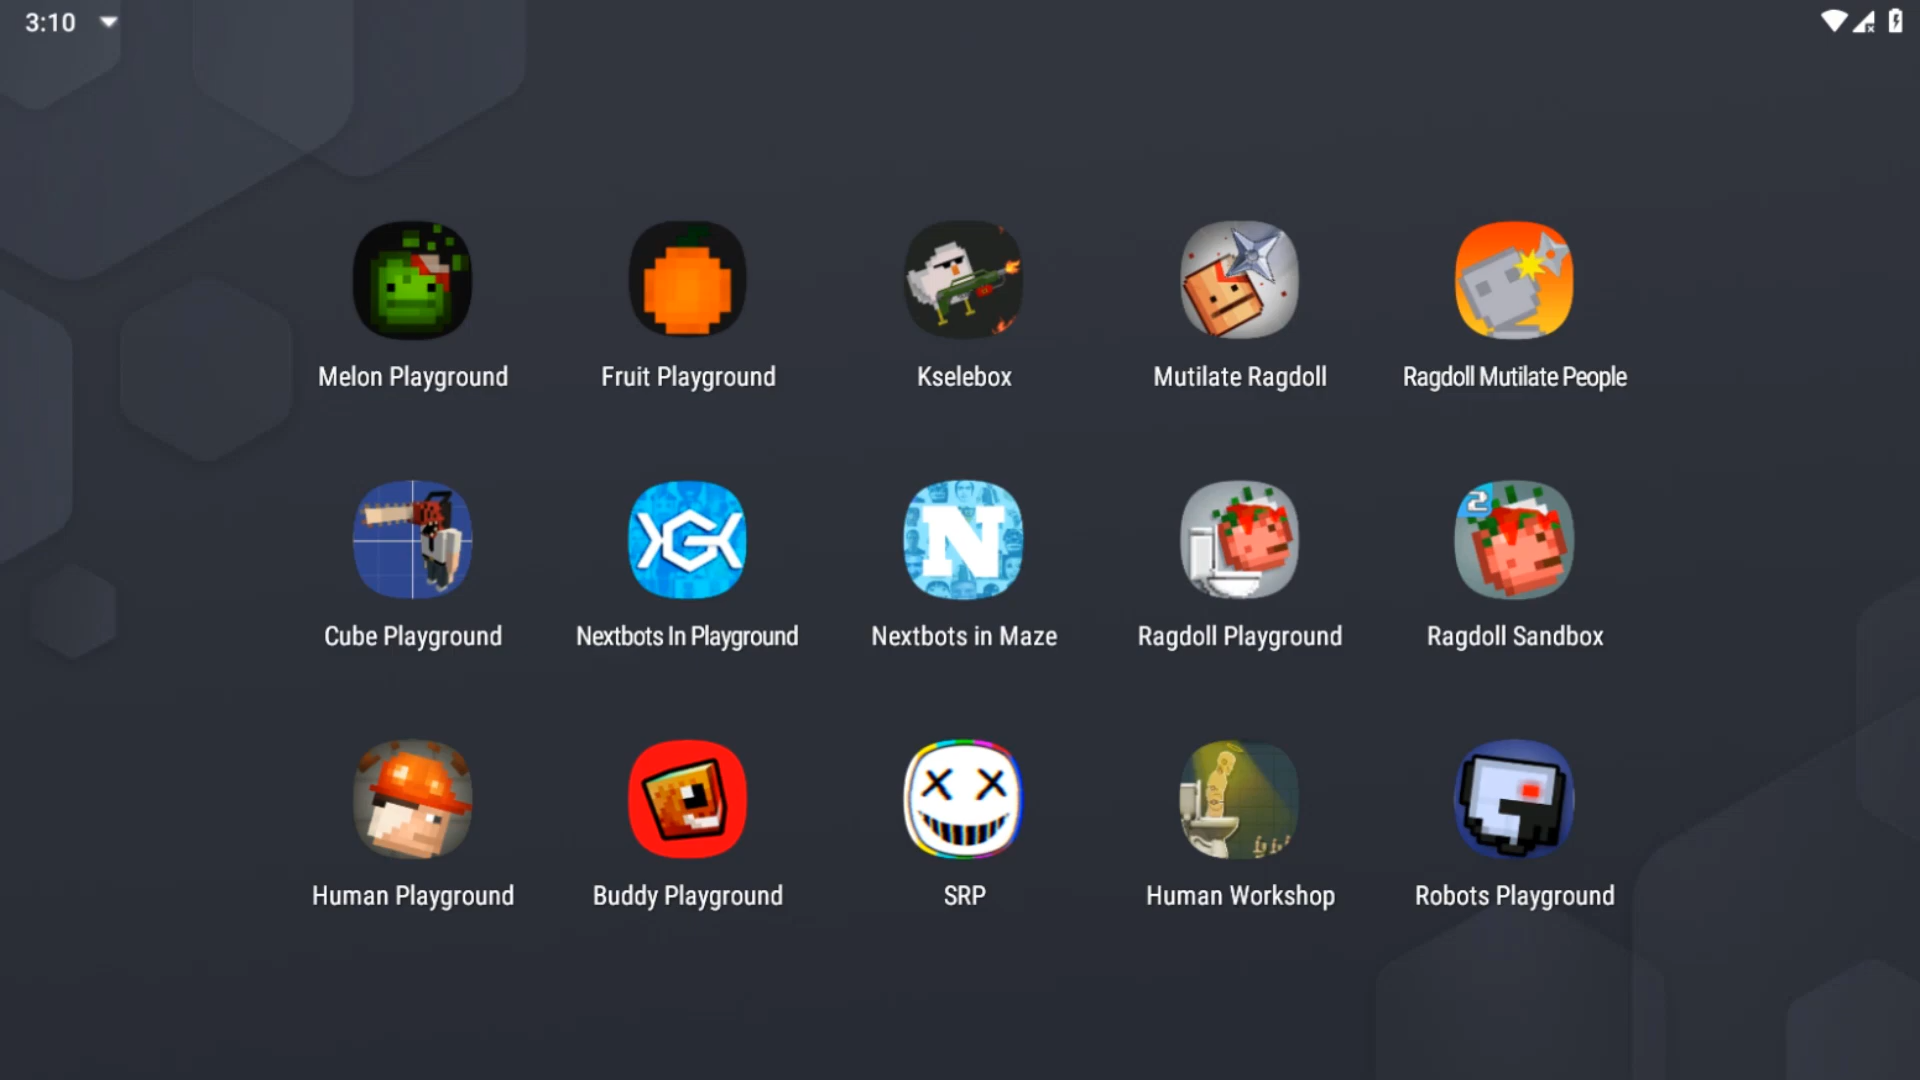 3:10
Melon Playground
Fruit Playground
Kselebox
Mutilate Ragdoll
Ragdoll Mutilate People
2
Cube Playground
Nextbots In Playground
Nextbots in Maze
Ragdoll Playground
Ragdoll Sandbox
N
Human Playground
Buddy Playground
SRP
Human Workshop
Robots Playground